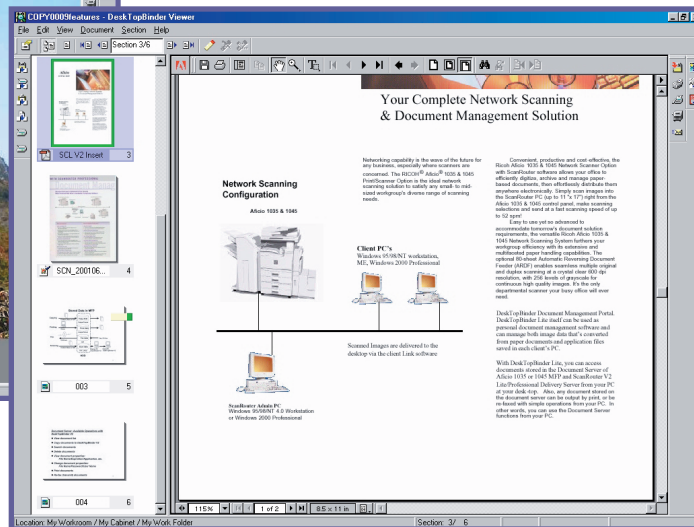 COPY0009features - DeskTopBinder Viewer
File Edit View Document Section Help
Section 3/6
SCL V2 Insert 3
SCN_200106... 4
003 5
004 6
Your Complete Network Scanning
& Document Management Solution
Network Scanning
Configuration
Aficio 1035 & 1045
Networking capability is the wave of the future for
any business, especially where scanners are
concerned. The RICOH® Aficio® 1035 & 1045
Print/Scanner Option is the ideal network
scanning solution to satisfy any small- to mid-
sized workgroup's diverse range of scanning
needs.
Client PC's
Windows 95/98/NT workstation,
ME, Windows 2000 Professional
Scanned Images are delivered to the
desktop via the client Link software
ScanRouter Admin PC
Windows 95/98/NT 4.0 Workstation
or Windows 2000 Professional
Convenient, productive and cost-effective, the
Ricoh Aficio 1035 & 1045 Network Scanner Option
with ScanRouter software allows your office to
efficiently digitize, archive and manage paper-
based documents, then effortlessly distribute them
anywhere electronically. Simply scan images into
the ScanRouter PC (up to 11 "x 17") right from the
Aficio 1035 & 1045 control panel, make scanning
selections and send at a fast scanning speed of up
to 52 spm!
Easy to use yet so advanced to
accommodate tomorrow's document solution
requirements, the versatile Ricoh Aficio 1035 &
1045 Network Scanning System furthers your
workgroup efficiency with its extensive and
multifaceted paper handling capabilities. The
optional 80-sheet Automatic Reversing Document
Feeder (ARDF) enables seamless multiple original
and duplex scanning at a crystal clear 600 dpi
resolution, with 256 levels of grayscale for
continuous high quality images. It's the only
departmental scanner your busy office will ever
need.
DeskTopBinder Document Management Portal.
DeskTopBinder Lite itself can be used as
personal document management software and
can manage both image data that's converted
from paper documents and application files
saved in each client's PC.
With DeskTopBinder Lite, you can access
documents stored in the Document Server of
Aficio 1035 or 1045 MFP and ScanRouter V2
Lite/Professional Delivery Server from your PC
at your desk-top. Also, any document stored on
the document server can be output by print, or be
re-faxed with simple operations from your PC. In
other words, you can use the Document Server
functions from your PC.
115% 1 of 2 8.5 x 11 in
Location: My Workroom / My Cabinet / My Work Folder
Section: 3/ 6